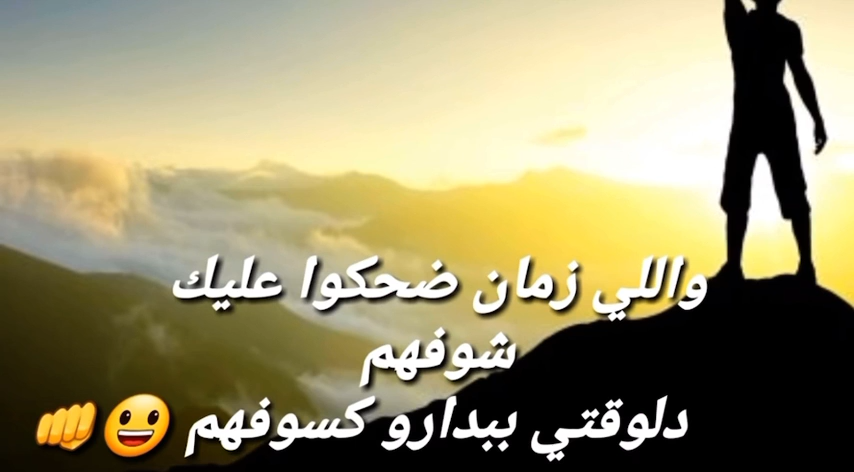 واللي زمان ضحكوا عليك
شوفهم
دلوقتي ببدارو كسوفهم 😃👊